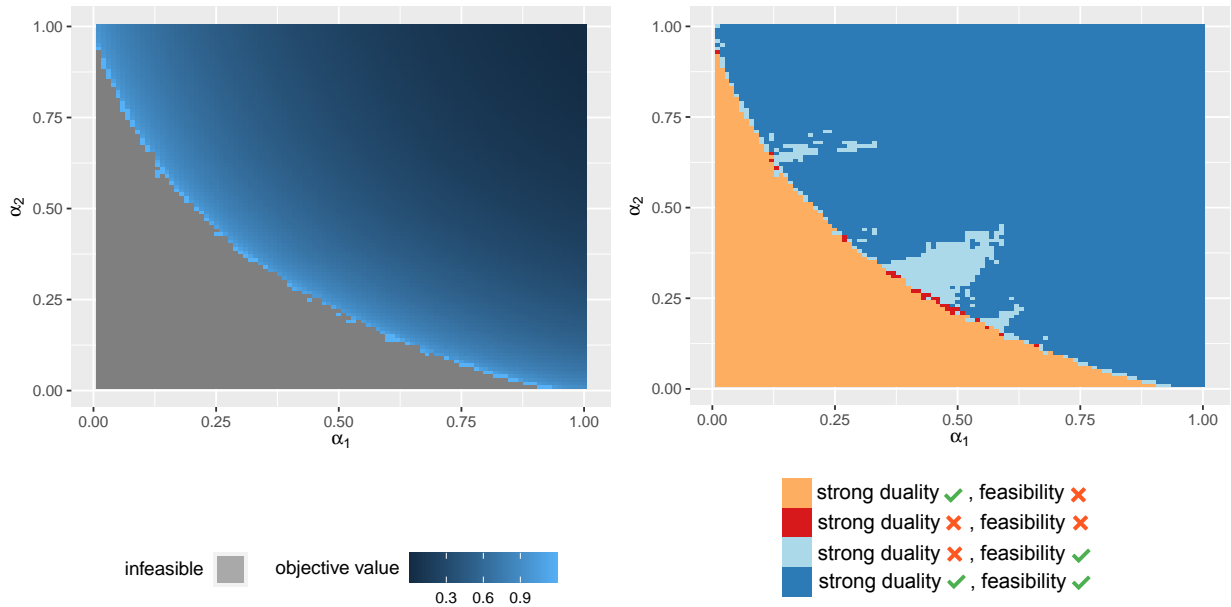 1.00
0.75
0.50
0.25
0.00
α2
0.00 0.25 0.50 0.75 1.00
α1
infeasible
objective value
0.3 0.6 0.9
1.00
0.75
0.50
0.25
0.00
α2
0.00 0.25 0.50 0.75 1.00
α1
strong duality ✓ , feasibility ✗
strong duality ✗ , feasibility ✗
strong duality ✗ , feasibility ✓
strong duality ✓ , feasibility ✓